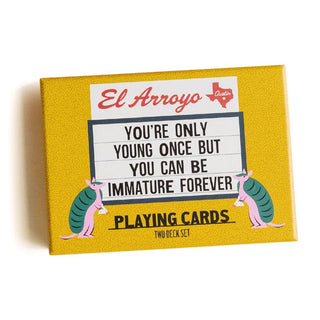 El Arroyo
Austin
YOU'RE ONLY
YOUNG ONCE BUT
YOU CAN BE
IMMATURE FOREVER
PLAYING CARDS
TWO DECK SET